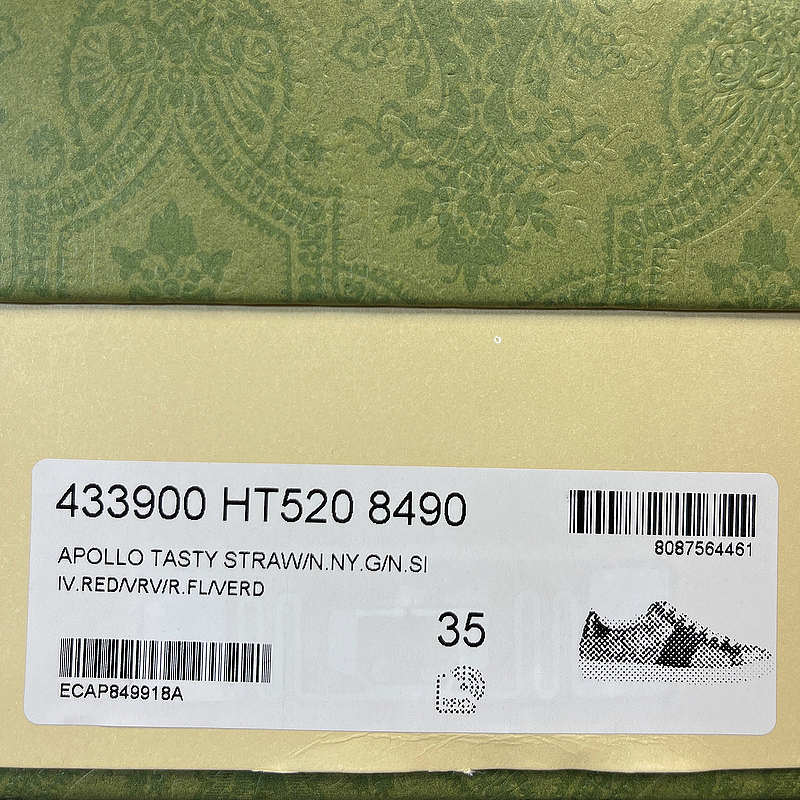 433900 HT520 8490
8087564461
APOLLO TASTY STRAW/N.NY.G/N.SI
IV.RED/VRV/R.FL/VERD
35
ECAP849918A